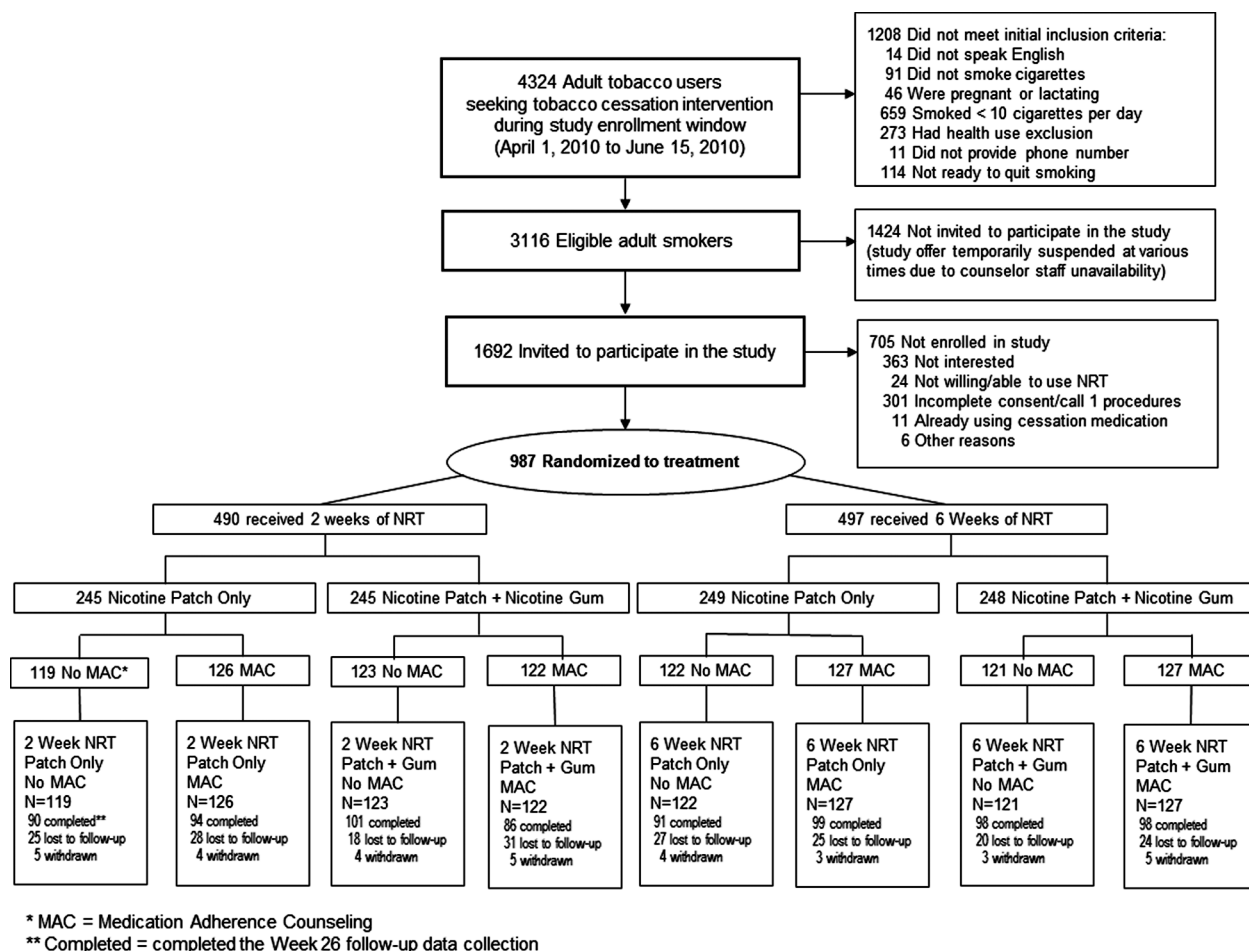 4324 Adult tobacco users
seeking tobacco cessation intervention
during study enrollment window
(April 1, 2010 to June 15, 2010)
1208 Did not meet initial inclusion criteria:
14 Did not speak English
91 Did not smoke cigarettes
46 Were pregnant or lactating
659 Smoked < 10 cigarettes per day
273 Had health use exclusion
11 Did not provide phone number
114 Not ready to quit smoking
3116 Eligible adult smokers
1424 Not invited to participate in the study
(study offer temporarily suspended at various
times due to counselor staff unavailability)
1692 Invited to participate in the study
705 Not enrolled in study
363 Not interested
24 Not willing/able to use NRT
301 Incomplete consent/call 1 procedures
11 Already using cessation medication
6 Other reasons
987 Randomized to treatment
490 received 2 weeks of NRT
497 received 6 Weeks of NRT
245 Nicotine Patch Only
245 Nicotine Patch + Nicotine Gum
249 Nicotine Patch Only
248 Nicotine Patch + Nicotine Gum
119 No MAC*
126 MAC
123 No MAC
122 MAC
122 No MAC
127 MAC
121 No MAC
127 MAC
2 Week NRT
Patch Only
No MAC
N=119
90 completed**
25 lost to follow-up
5 withdrawn
2 Week NRT
Patch Only
MAC
N=126
94 completed
28 lost to follow-up
4 withdrawn
2 Week NRT
Patch + Gum
No MAC
N=123
101 completed
18 lost to follow-up
4 withdrawn
2 Week NRT
Patch + Gum
MAC
N=122
86 completed
31 lost to follow-up
5 withdrawn
6 Week NRT
Patch Only
No MAC
N=122
91 completed
27 lost to follow-up
4 withdrawn
6 Week NRT
Patch Only
MAC
N=127
99 completed
25 lost to follow-up
3 withdrawn
6 Week NRT
Patch + Gum
No MAC
N=121
98 completed
20 lost to follow-up
3 withdrawn
6 Week NRT
Patch + Gum
MAC
N=127
98 completed
24 lost to follow-up
5 withdrawn
* MAC = Medication Adherence Counseling
** Completed = completed the Week 26 follow-up data collection